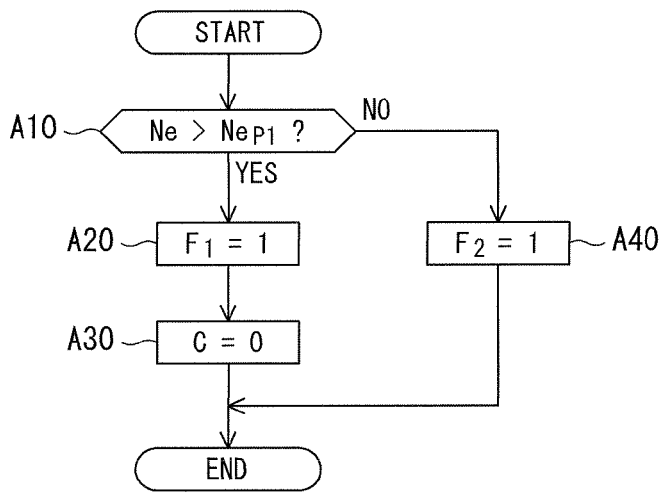 START
A10
Ne > NeP1 ?
NO
YES
A20
F1 = 1
F2 = 1
A40
A30
C = 0
END